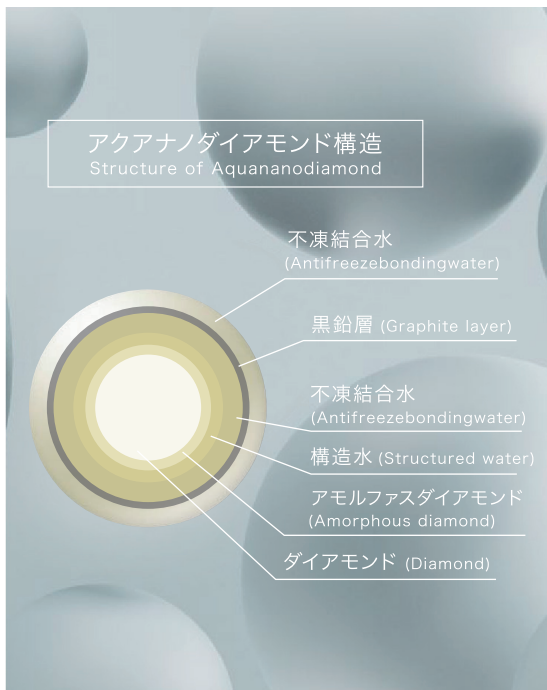 アクアナノダイアモンド構造
Structure of Aquananodiamond
不凍結合水
(Antifreezebondingwater)
黒鉛層 (Graphite layer)
不凍結合水
(Antifreezebondingwater)
構造水 (Structured water)
アモルファスダイアモンド
(Amorphous diamond)
ダイアモンド (Diamond)